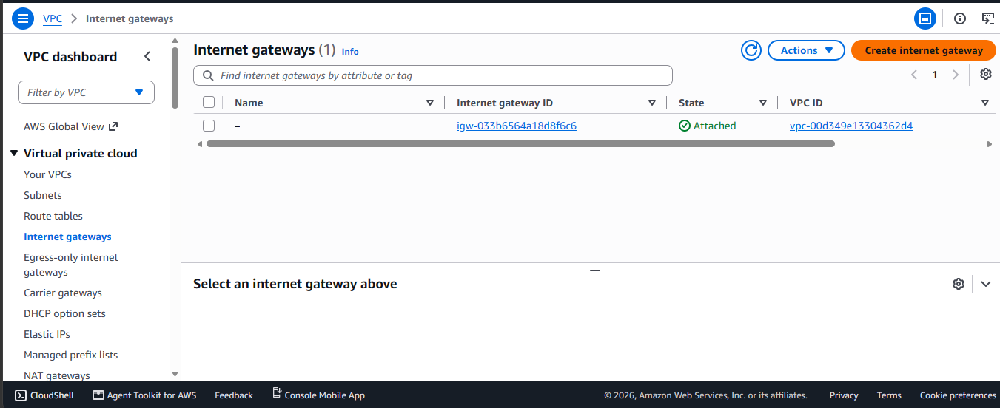 VPC > Internet gateways
VPC dashboard
Filter by VPC
AWS Global View
Virtual private cloud
Your VPCs
Subnets
Route tables
Internet gateways
Egress-only internet
gateways
Carrier gateways
DHCP option sets
Elastic IPs
Managed prefix lists
NAT gateways
Internet gateways (1) Info
Actions
Create internet gateway
Find internet gateways by attribute or tag
1
Name Internet gateway ID State VPC ID
– igw-033b6564a18d8f6c6 Attached vpc-00d349e13304362d4
Select an internet gateway above
CloudShell Agent Toolkit for AWS Feedback Console Mobile App © 2026, Amazon Web Services, Inc. or its affiliates. Privacy Terms Cookie preferences